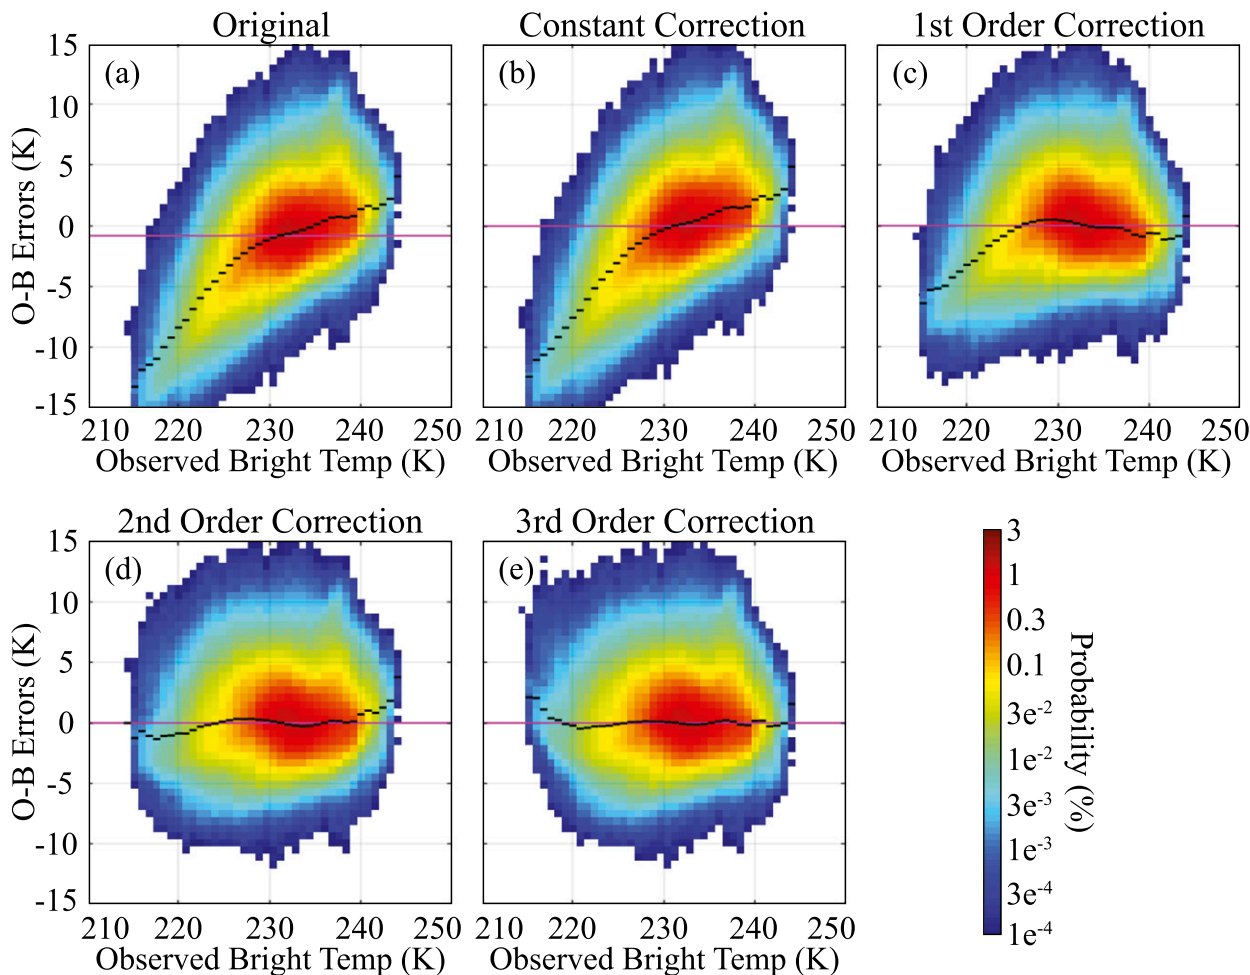 Original
Constant Correction
1st Order Correction
(a)
(b)
(c)
15
10
5
0
-5
-10
-15
O-B Errors (K)
210 220 230 240 250
210 220 230 240 250
210 220 230 240 250
Observed Bright Temp (K)
Observed Bright Temp (K)
Observed Bright Temp (K)
2nd Order Correction
3rd Order Correction
(d)
(e)
15
10
5
0
-5
-10
-15
O-B Errors (K)
210 220 230 240 250
210 220 230 240 250
Observed Bright Temp (K)
Observed Bright Temp (K)
3
1
0.3
0.1
3e-2
1e-2
3e-3
1e-3
3e-4
1e-4
Probability (%)